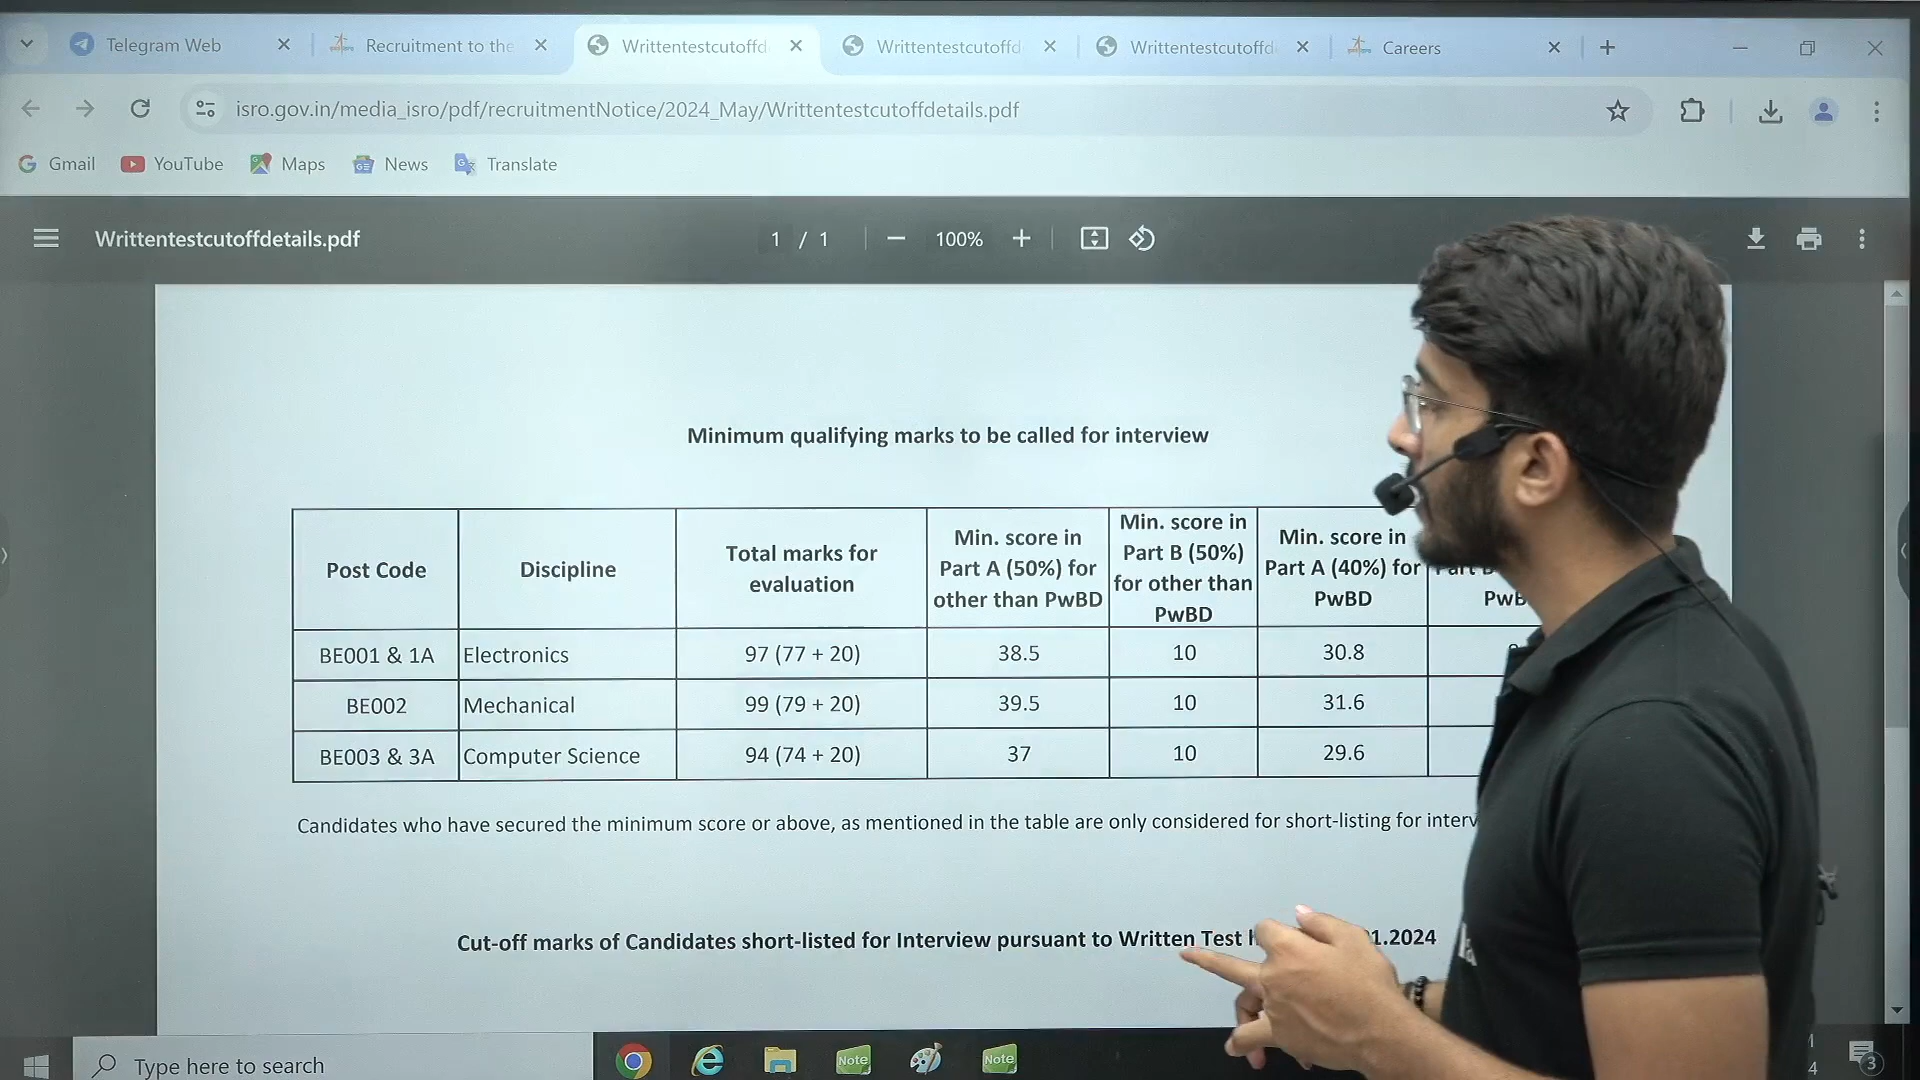 Telegram Web
Recruitment to the
Writtentestcutoffd
Writtentestcutoffd
Writtentestcutoffd
Careers
isro.gov.in/media_isro/pdf/recruitmentNotice/2024_May/Writtentestcutoffdetails.pdf
Gmail YouTube Maps News Translate
Writtentestcutoffdetails.pdf 1 / 1 100%
Minimum qualifying marks to be called for interview
Post Code
Discipline
Total marks for
evaluation
Min. score in
Part A (50%) for
other than PwBD
Min. score in
Part B (50%)
for other than
PwBD
Min. score in
Part A (40%) for
PwBD
BE001 & 1A Electronics 97 (77 + 20) 38.5 10 30.8
BE002 Mechanical 99 (79 + 20) 39.5 10 31.6
BE003 & 3A Computer Science 94 (74 + 20) 37 10 29.6
Candidates who have secured the minimum score or above, as mentioned in the table are only considered for short-listing for
Cut-off marks of Candidates short-listed for Interview pursuant to Written Test 1.2024
Type here to search
Note
Note
3